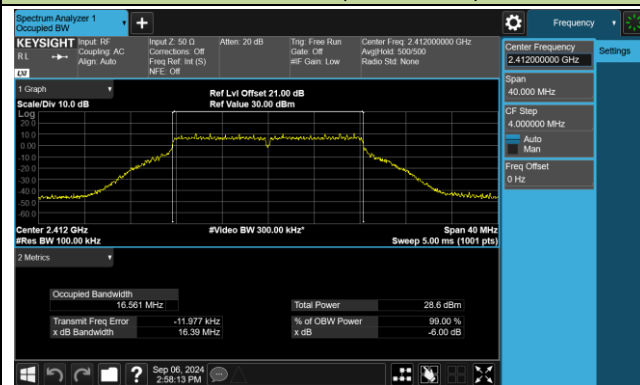 Spectrum Analyzer 1
Occupied BW
Frequency
KEYSIGHT
RL
LXI
Input: RF
Coupling: AC
Align: Auto
Input Z: 50 Ω
Corrections: Off
Freq Ref: Int (S)
NFE: Off
Atten: 20 dB
Trig: Free Run
Gate: Off
#IF Gain: Low
Center Freq: 2.412000000 GHz
Avg|Hold: 500/500
Radio Std: None
Center Frequency
2.412000000 GHz
Settings
Span
40.000 MHz
CF Step
4.000000 MHz
Auto
Man
Freq Offset
0 Hz
1 Graph
Scale/Div 10.0 dB
Ref Lvl Offset 21.00 dB
Ref Value 30.00 dBm
Log
20.0
10.0
0.00
-10.0
-20.0
-30.0
-40.0
-50.0
-60.0
Center 2.412 GHz
#Res BW 100.00 kHz
#Video BW 300.00 kHz*
Span 40 MHz
Sweep 5.00 ms (1001 pts)
2 Metrics
Occupied Bandwidth
16.561 MHz
Total Power 28.6 dBm
Transmit Freq Error -11.977 kHz
% of OBW Power 99.00 %
x dB Bandwidth 16.39 MHz
x dB -6.00 dB
?
Sep 06, 2024
2:58:13 PM